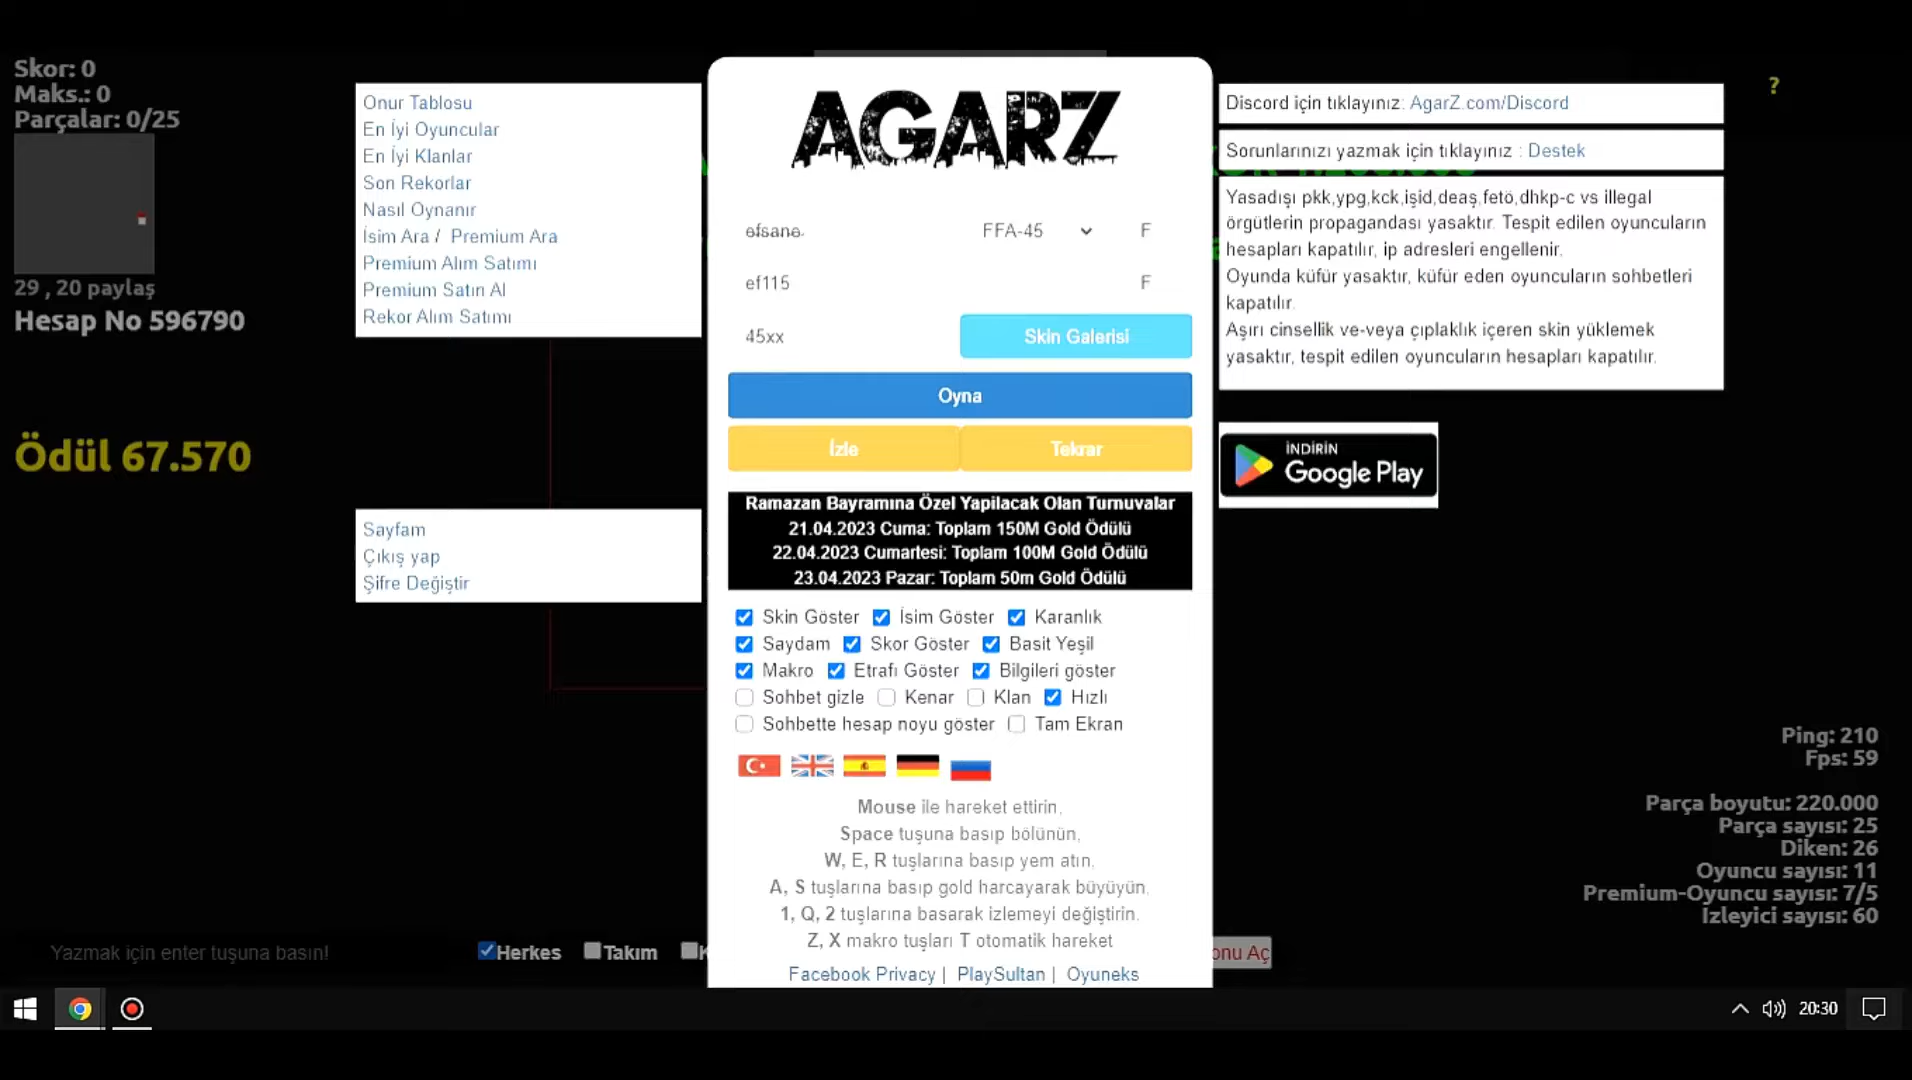 Skor: 0
Maks.: 0
Parçalar: 0/25
29 , 20 paylaş
Hesap No 596790
Ödül 67.570
Onur Tablosu
En İyi Oyuncular
En İyi Klanlar
Son Rekorlar
Nasıl Oynanır
İsim Ara / Premium Ara
Premium Alım Satımı
Premium Satın Al
Rekor Alım Satımı
Sayfam
Çıkış yap
Şifre Değiştir
AGARZ
efsane.
FFA-45
F
ef115
F
45xx
Skin Galerisi
Oyna
İzle
Tekrar
Ramazan Bayramına Özel Yapilacak Olan Turnuvalar
21.04.2023 Cuma: Toplam 150M Gold Ödülü
22.04.2023 Cumartesi: Toplam 100M Gold Ödülü
23.04.2023 Pazar: Toplam 50m Gold Ödülü
Skin Göster İsim Göster Karanlık
Saydam Skor Göster Basit Yeşil
Makro Etrafı Göster Bilgileri göster
Sohbet gizle Kenar Klan Hızlı
Sohbette hesap noyu göster Tam Ekran
Mouse ile hareket ettirin,
Space tuşuna basıp bölünün,
W, E, R tuşlarına basıp yem atın,
A, S tuşlarına basıp gold harcayarak büyüyün,
1, Q, 2 tuşlarına basarak izlemeyi değiştirin.
Z, X makro tuşları T otomatik hareket
Facebook Privacy | PlaySultan | Oyuneks
Discord için tıklayınız: AgarZ.com/Discord
Sorunlarınızı yazmak için tıklayınız : Destek
Yasadışı pkk,ypg,kck,işid,deaş,fetö,dhkp-c vs illegal
örgütlerin propagandası yasaktır. Tespit edilen oyuncuların
hesapları kapatılır, ip adresleri engellenir.
Oyunda küfür yasaktır, küfür eden oyuncuların sohbetleri
kapatılır.
Aşırı cinsellik ve-veya çıplaklık içeren skin yüklemek
yasaktır, tespit edilen oyuncuların hesapları kapatılır.
İNDİRİN
Google Play
?
Ping: 210
Fps: 59
Parça boyutu: 220.000
Parça sayısı: 25
Diken: 26
Oyuncu sayısı: 11
Premium-Oyuncu sayısı: 7/5
Izleyici sayısı: 60
Yazmak için enter tuşuna basın!
Herkes Takım
onu Aç
20:30